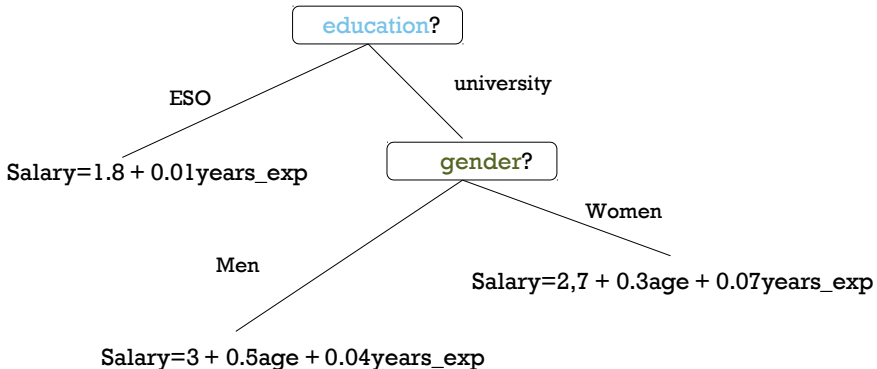 education?
ESO
university
Salary=1.8 + 0.01years_exp
gender?
Women
Men
Salary=2,7 + 0.3age + 0.07years_exp
Salary=3 + 0.5age + 0.04years_exp